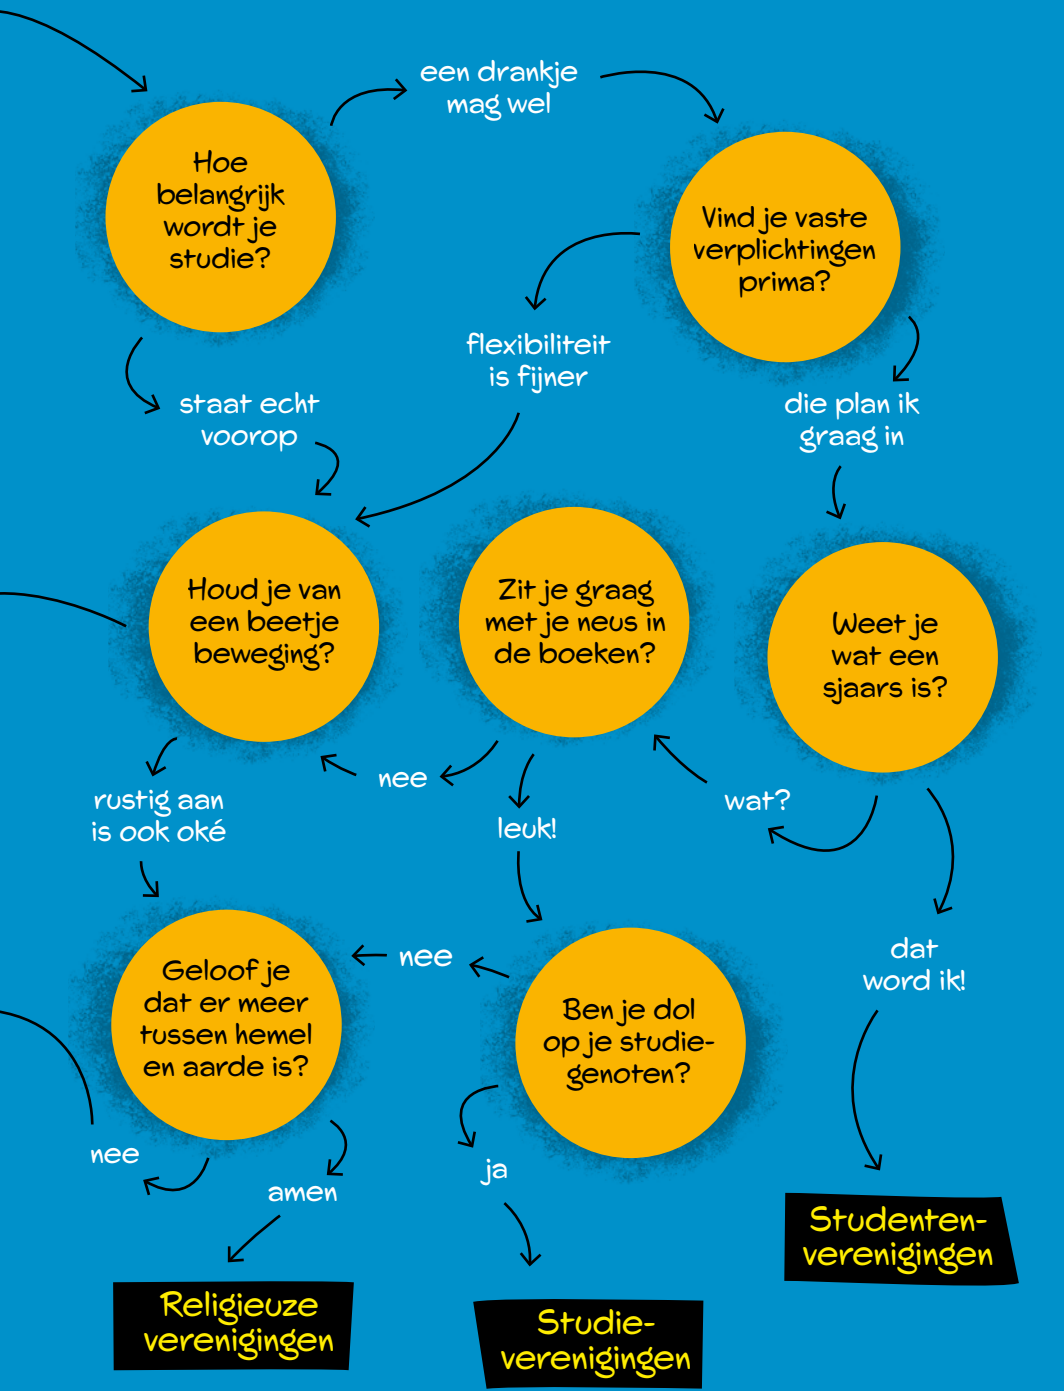 een drankje
mag wel
Hoe
belangrijk
wordt je
studie?
Vind je vaste
verplichtingen
prima?
flexibiliteit
is fijner
staat echt
voorop
die plan ik
graag in
Houd je van
een beetje
beweging?
Zit je graag
met je neus in
de boeken?
Weet je
wat een
sjaars is?
nee
rustig aan
is ook oké
leuk!
wat?
Geloof je
dat er meer
tussen hemel
en aarde is?
nee
Ben je dol
op je studie-
genoten?
dat
word ik!
nee
amen
ja
Studenten-
verenigingen
Religieuze
verenigingen
Studie-
verenigingen